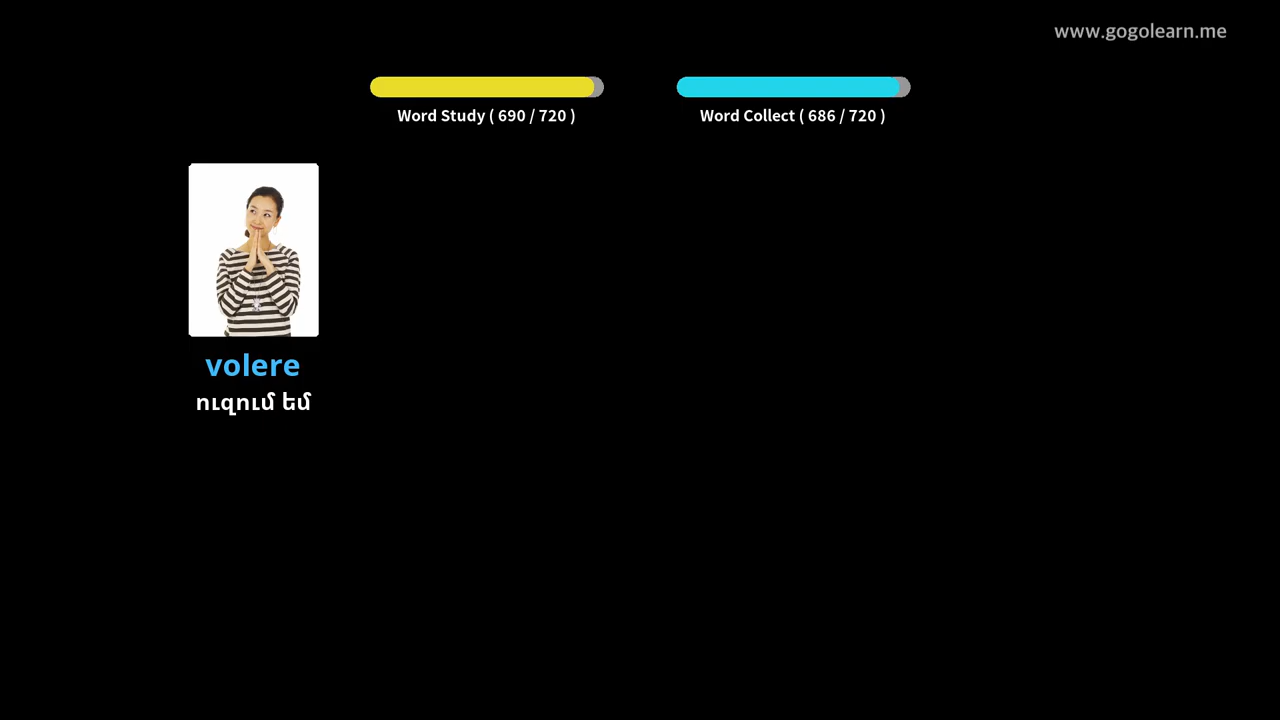 www.gogolearn.me
Word Study ( 690 / 720 )
Word Collect ( 686 / 720 )
volere
ուզում եմ